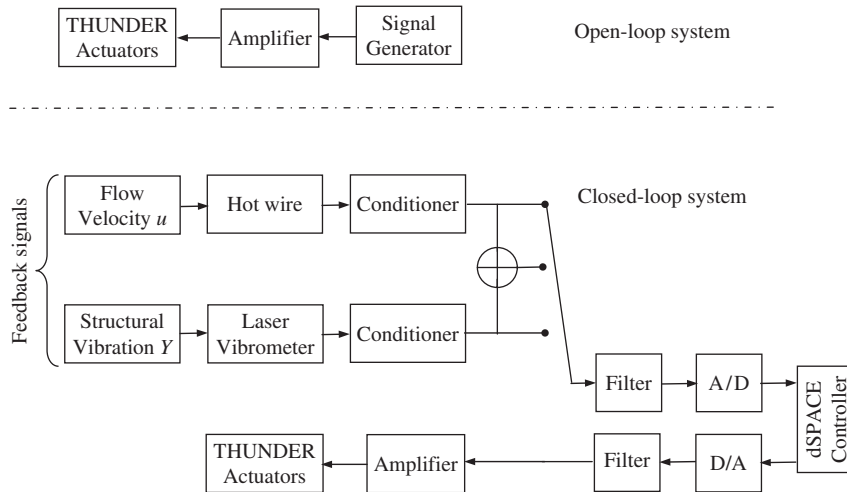 THUNDER
Actuators
Amplifier
Signal
Generator
Open-loop system
Feedback signals
Flow
Velocity u
Hot wire
Conditioner
Closed-loop system
Structural
Vibration Y
Laser
Vibrometer
Conditioner
Filter
A/D
dSPACE
Controller
THUNDER
Actuators
Amplifier
Filter
D/A